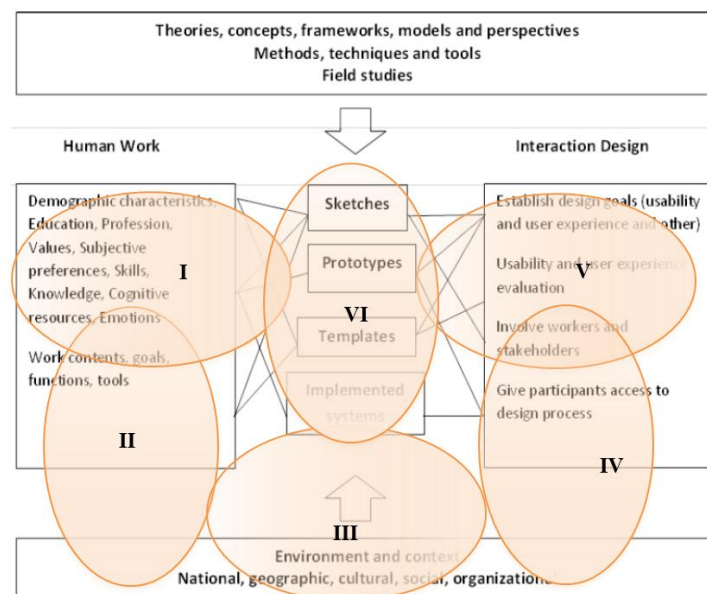 Theories, concepts, frameworks, models and perspectives
Methods, techniques and tools
Field studies
Human Work
Interaction Design
Demographic characteristics,
Education, Profession,
Values, Subjective
preferences, Skills,
Knowledge, Cognitive
resources, Emotions
Work contents, goals,
functions, tools
I
II
Sketches
Prototypes
VI
Templates
Implemented
systems
Establish design goals (usability
and user experience and other)
V
Usability and user experience
evaluation
Involve workers and
stakeholders
Give participants access to
design process
IV
III
Environment and context
National, geographic, cultural, social, organizational